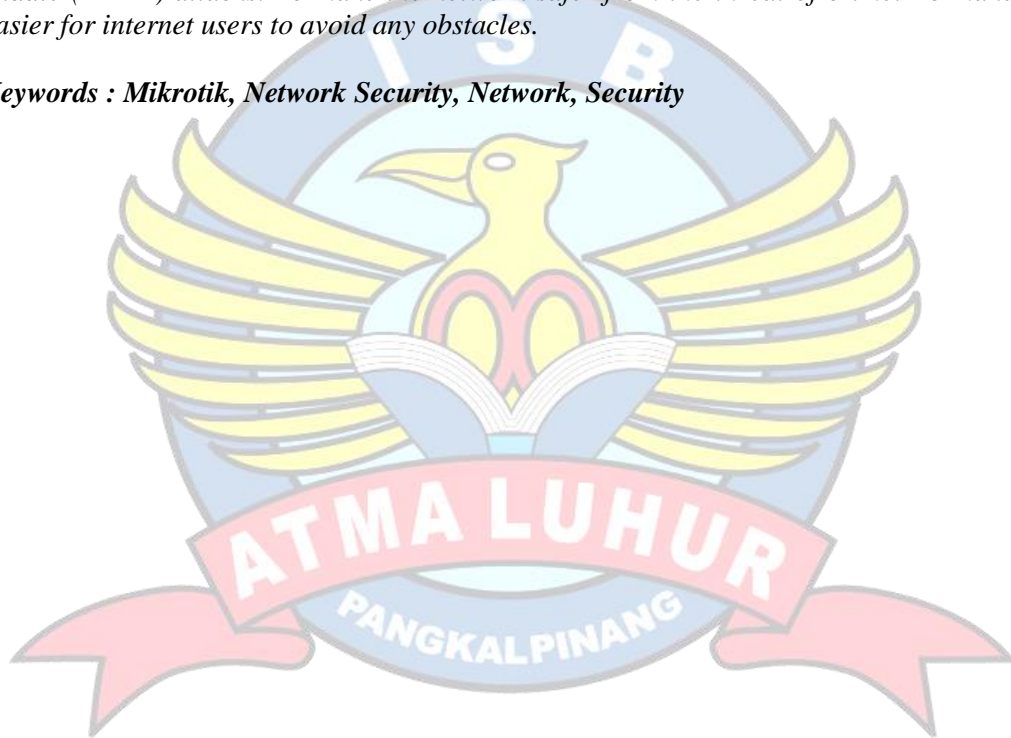 easier for internet users to avoid any obstacles.
Keywords : Mikrotik, Network Security, Network, Security
I S B
ATMA LUHUR
PANGKALPINANG